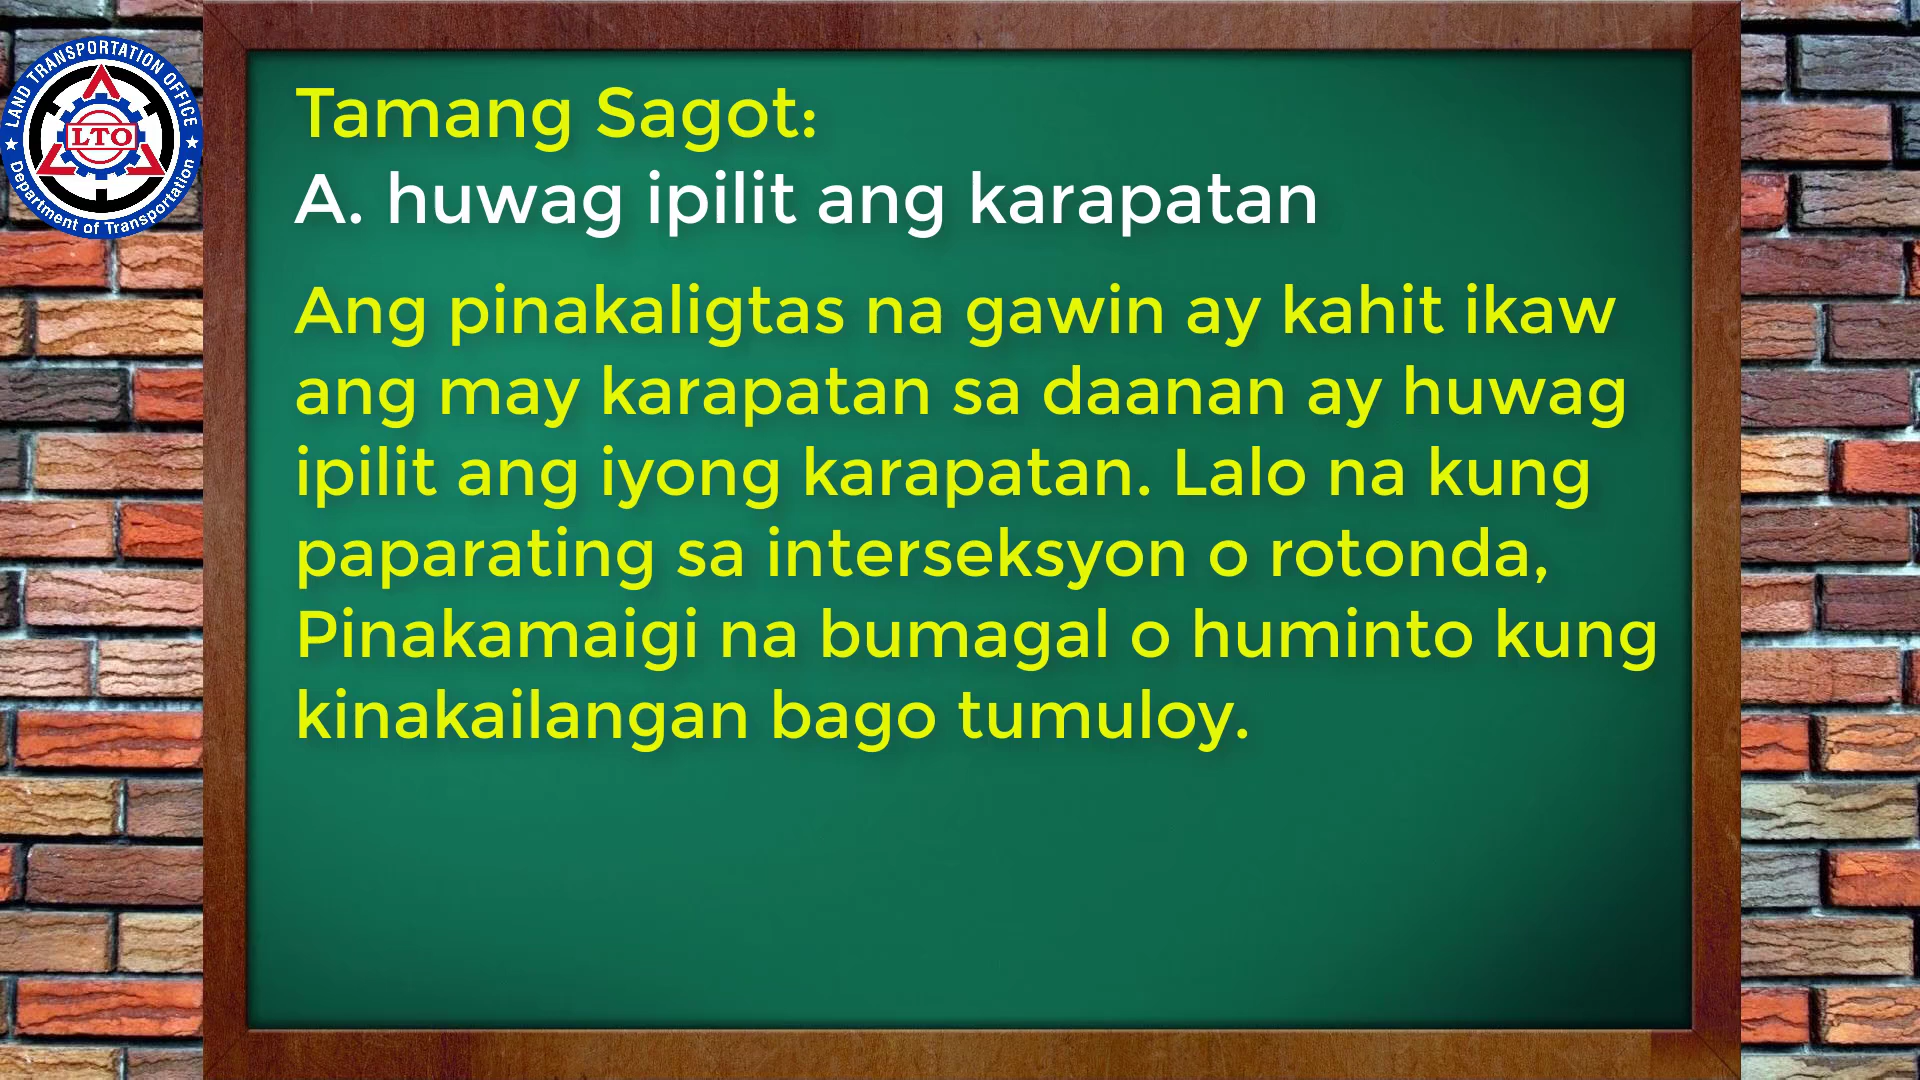 LAND TRANSPORTATION OFFICE
LTO
Department of Transportation
Tamang Sagot:
A. huwag ipilit ang karapatan
Ang pinakaligtas na gawin ay kahit ikaw
ang may karapatan sa daanan ay huwag
ipilit ang iyong karapatan. Lalo na kung
paparating sa interseksyon o rotonda,
Pinakamaigi na bumagal o huminto kung
kinakailangan bago tumuloy.